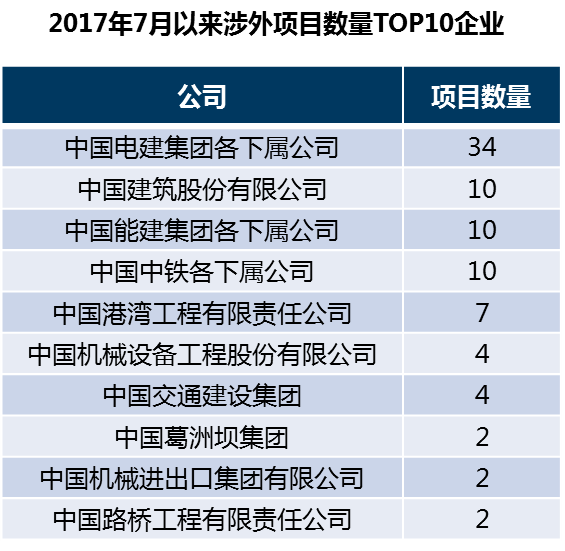 2017年7月以来涉外项目数量TOP10企业
公司 项目数量
中国电建集团各下属公司 34
中国建筑股份有限公司 10
中国能建集团各下属公司 10
中国中铁各下属公司 10
中国港湾工程有限责任公司 7
中国机械设备工程股份有限公司 4
中国交通建设集团 4
中国葛洲坝集团 2
中国机械进出口集团有限公司 2
中国路桥工程有限责任公司 2